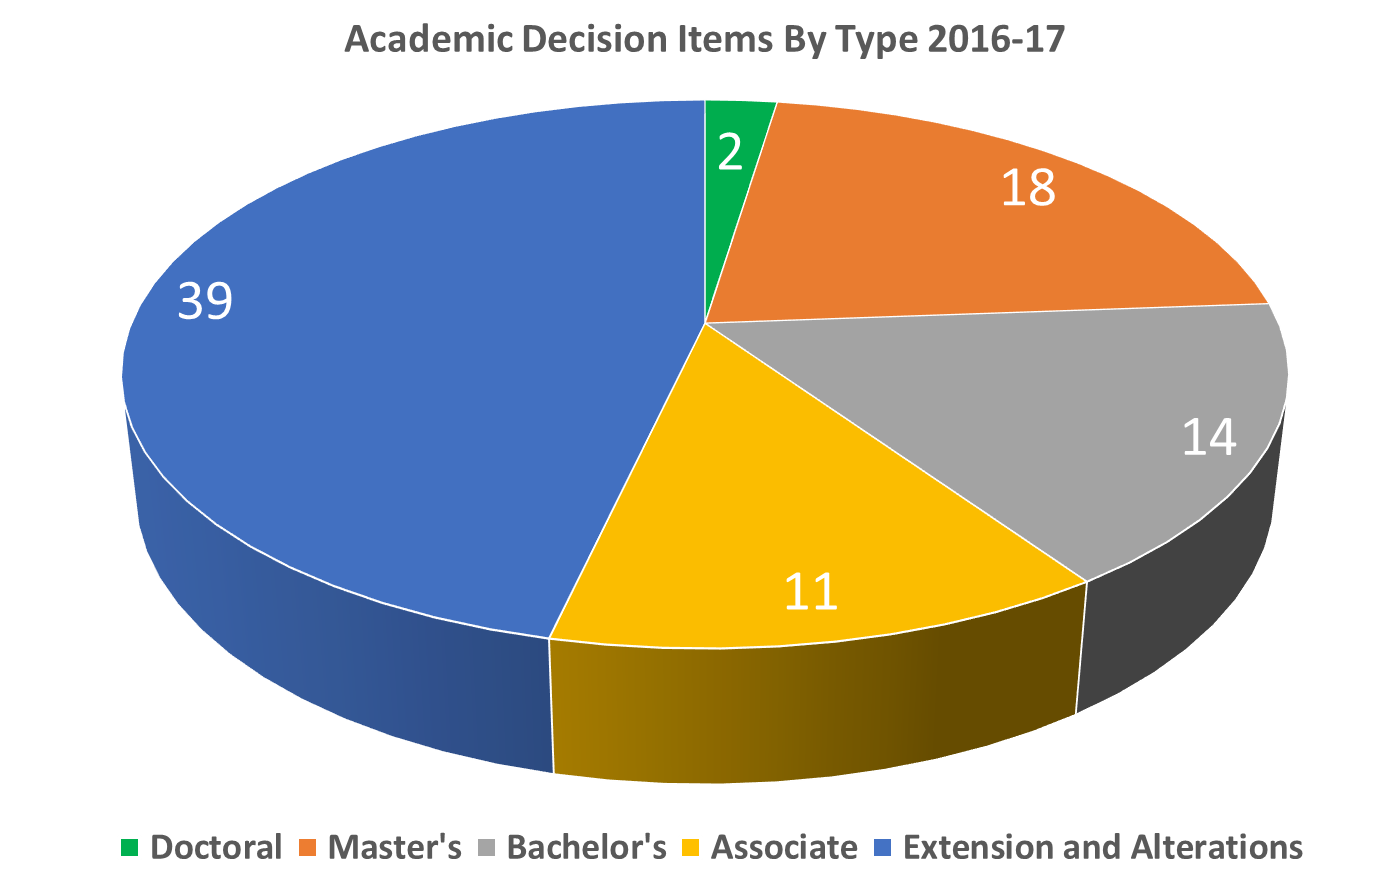 Academic Decision Items By Type 2016-17
2
18
39
14
11
Doctoral Master's Bachelor's Associate Extension and Alterations